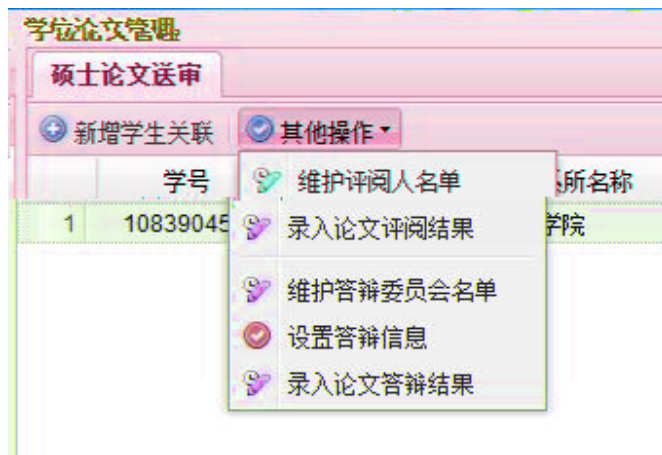 学位论文管理
硕士论文送审
新增学生关联 其他操作
学号 系所名称
1 10839045 学院
维护评阅人名单
录入论文评阅结果
维护答辩委员会名单
设置答辩信息
录入论文答辩结果